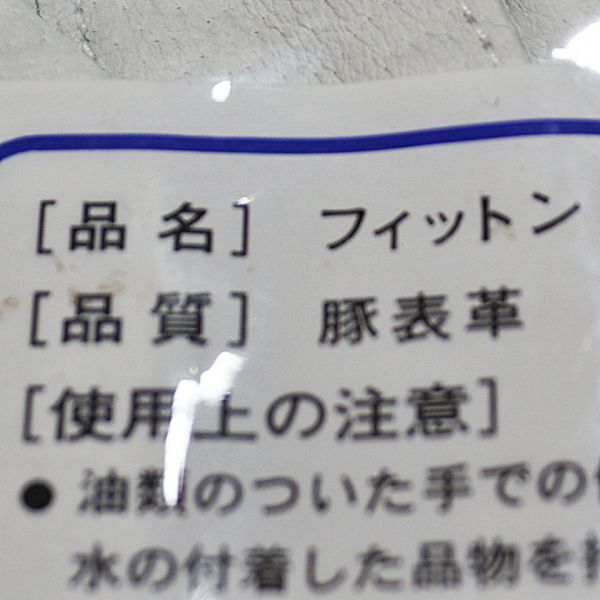 [品名] フィットン
[品質] 豚表革
[使用上の注意]
● 油類のついた手での
水の付着した品物を